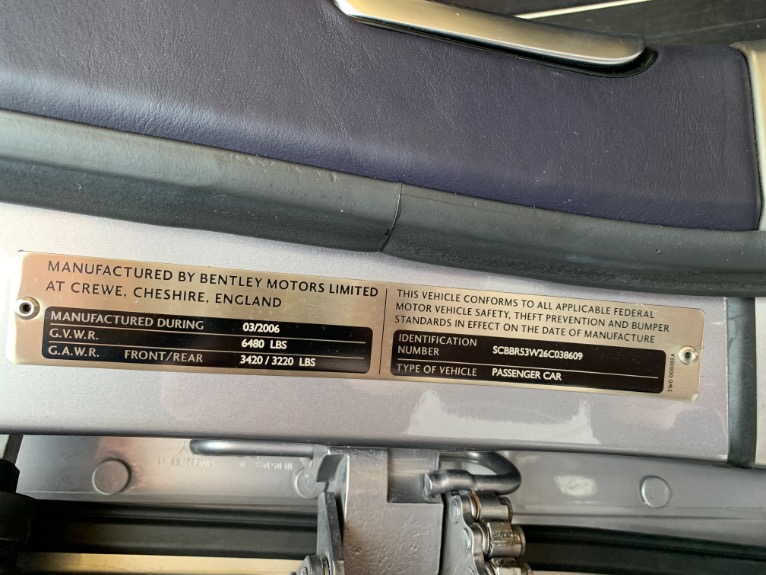 MANUFACTURED BY BENTLEY MOTORS LIMITED
AT CREWE, CHESHIRE, ENGLAND
MANUFACTURED DURING 03/2006
G.V.W.R. 6480 LBS
G.A.W.R. FRONT/REAR 3420 / 3220 LBS
THIS VEHICLE CONFORMS TO ALL APPLICABLE FEDERAL
MOTOR VEHICLE SAFETY, THEFT PREVENTION AND BUMPER
STANDARDS IN EFFECT ON THE DATE OF MANUFACTURE
IDENTIFICATION
NUMBER SCBBR53W26C038609
TYPE OF VEHICLE PASSENGER CAR